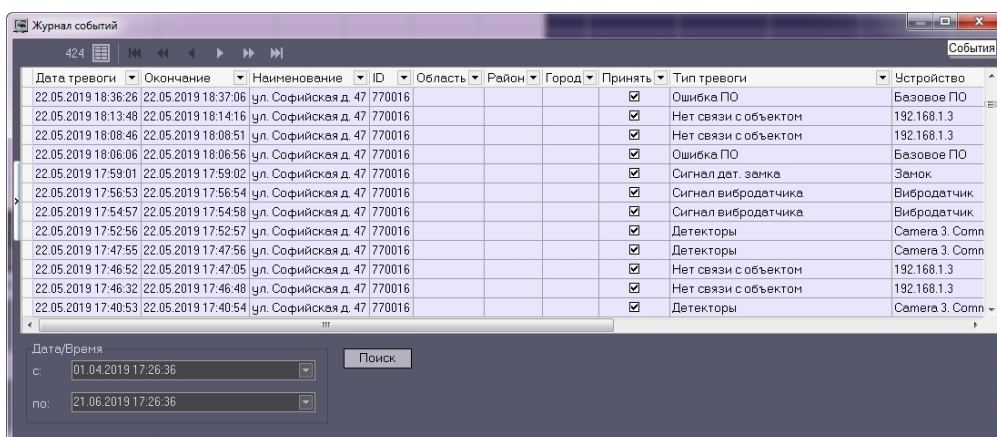 Журнал событий
424
События
Дата тревоги Окончание Наименование ID Область Район Город Принять Тип тревоги Устройство
22.05.2019 18:36:26 22.05.2019 18:37:06 ул. Софийская д. 47 770016 Ошибка ПО Базовое ПО
22.05.2019 18:13:48 22.05.2019 18:14:16 ул. Софийская д. 47 770016 Нет связи с объектом 192.168.1.3
22.05.2019 18:08:46 22.05.2019 18:08:51 ул. Софийская д. 47 770016 Нет связи с объектом 192.168.1.3
22.05.2019 18:06:06 22.05.2019 18:06:56 ул. Софийская д. 47 770016 Ошибка ПО Базовое ПО
22.05.2019 17:59:01 22.05.2019 17:59:02 ул. Софийская д. 47 770016 Сигнал дат. замка Замок
22.05.2019 17:56:53 22.05.2019 17:56:54 ул. Софийская д. 47 770016 Сигнал вибродатчика Вибродатчик
22.05.2019 17:54:57 22.05.2019 17:54:58 ул. Софийская д. 47 770016 Сигнал вибродатчика Вибродатчик
22.05.2019 17:52:56 22.05.2019 17:52:57 ул. Софийская д. 47 770016 Детекторы Camera 3. Comn
22.05.2019 17:47:55 22.05.2019 17:47:56 ул. Софийская д. 47 770016 Детекторы Camera 3. Comn
22.05.2019 17:46:52 22.05.2019 17:47:05 ул. Софийская д. 47 770016 Нет связи с объектом 192.168.1.3
22.05.2019 17:46:32 22.05.2019 17:46:48 ул. Софийская д. 47 770016 Нет связи с объектом 192.168.1.3
22.05.2019 17:40:53 22.05.2019 17:40:54 ул. Софийская д. 47 770016 Детекторы Camera 3. Comn
Дата/Время
Поиск
с: 01.04.2019 17:26:36
по: 21.06.2019 17:26:36